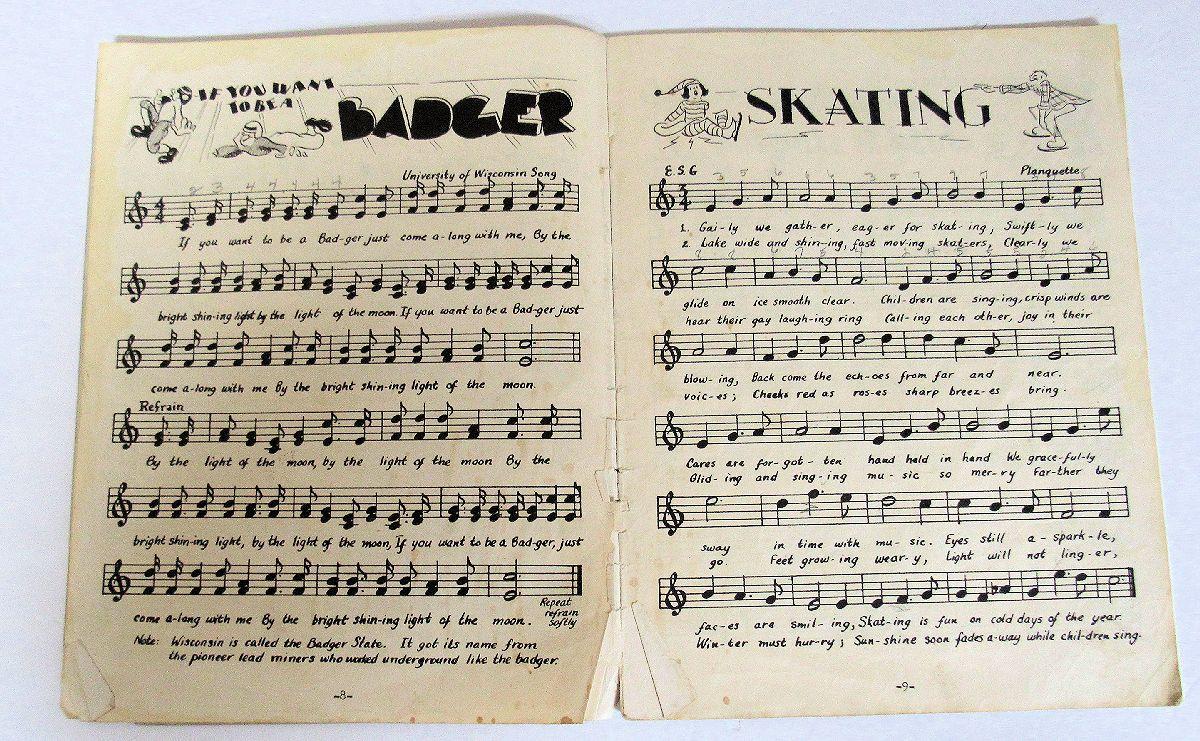 IF YOU WANT
TO BE A
BADGER
University of Wisconsin Song
2 3 4 4 4 4 4 4
4
4
If you want to be a Bad-ger just come a-long with me, By the
bright shin-ing light by the light of the moon. If you want to be a Bad-ger just
come a-long with me By the bright shin-ing light of the moon.
Refrain
By the light of the moon, by the light of the moon By the
bright shin-ing light, by the light of the moon, If you want to be a Bad-ger, just
come a-long with me By the bright shin-ing light of the moon.
Repeat
refrain
softly
Note: Wisconsin is called the Badger State. It got its name from
the pioneer lead miners who worked underground like the badger.
-8-
SKATING
E.S.G
Planquette
3
4
1. Gai-ly we gath-er, eag-er for skat-ing, Swift-ly we
2. Lake wide and shin-ing, fast mov-ing skat-ers, Clear-ly we
glide on ice smooth clear. Chil-dren are sing-ing, crisp winds are
hear their gay laugh-ing ring Call-ing each oth-er, joy in their
blow-ing, Back come the ech-oes from far and near.
voic-es; Cheeks red as ros-es sharp breez-es bring.
Cares are for-got-ten hand held in hand We grace-ful-ly
Glid-ing and sing-ing mu-sic so mer-ry Far-ther they
sway in time with mu-sic. Eyes still a-spark-le,
go. Feet grow-ing wear-y, Light will not ling-er,
fac-es are smil-ing, Skat-ing is fun on cold days of the year.
Win-ter must hur-ry; Sun-shine soon fades a-way while chil-dren sing.
-9-